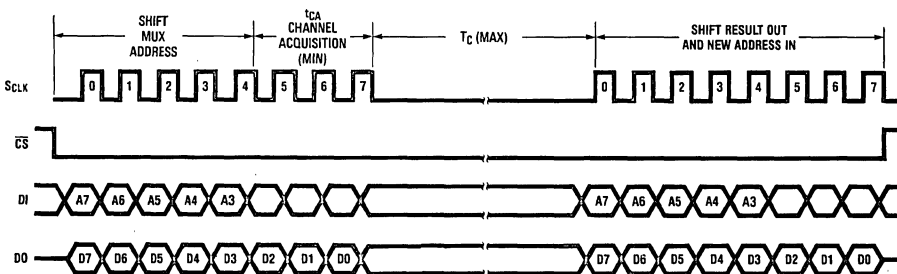 SHIFT
MUX
ADDRESS
tCA
CHANNEL
ACQUISITION
(MIN)
TC (MAX)
SHIFT RESULT OUT
AND NEW ADDRESS IN
SCLK 0 1 2 3 4 5 6 7 0 1 2 3 4 5 6 7
CS
DI A7 A6 A5 A4 A3 A7 A6 A5 A4 A3
DO D7 D6 D5 D4 D3 D2 D1 D0 D7 D6 D5 D4 D3 D2 D1 D0